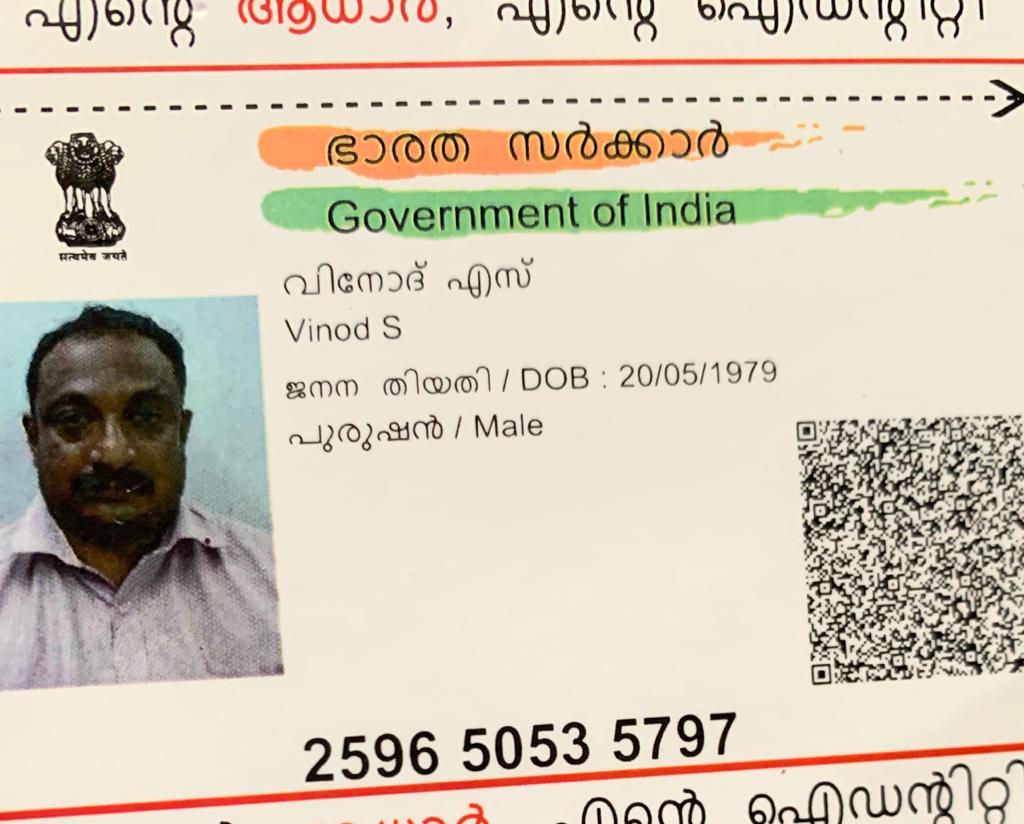 എന്റെ ആധാർ, എന്റെ ഐഡന്റിറ്റി
ഭാരത സർക്കാർ
Government of India
सत्यमेव जयते
വിനോദ് എസ്
Vinod S
ജനന തിയതി / DOB : 20/05/1979
പുരുഷൻ / Male
2596 5053 5797
ആധാർ, എന്റെ ഐഡന്റിറ്റി